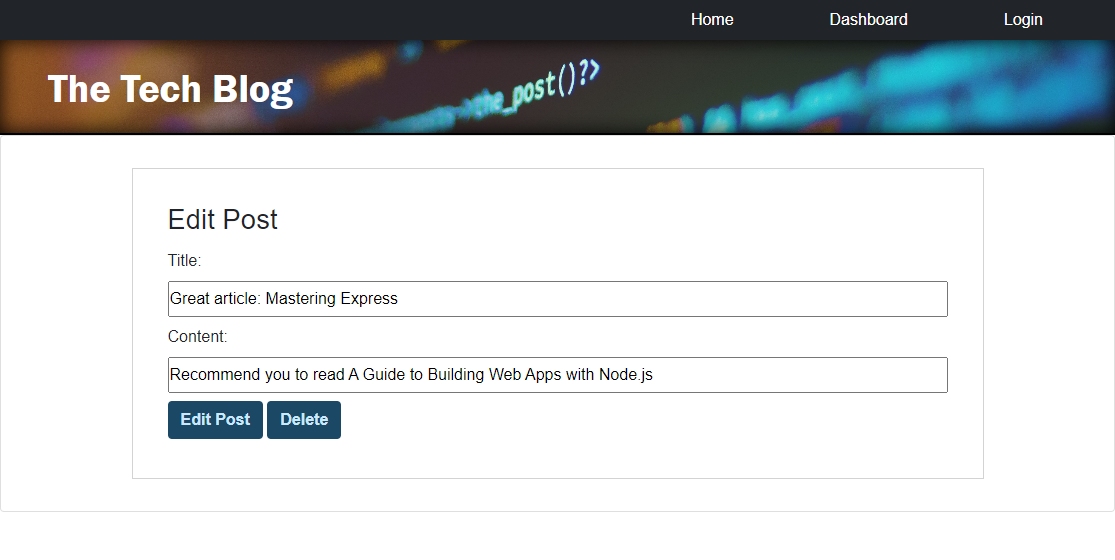 Home Dashboard Login
The Tech Blog
the_post()?>
Edit Post
Title:
Great article: Mastering Express
Content:
Recommend you to read A Guide to Building Web Apps with Node.js
Edit Post Delete